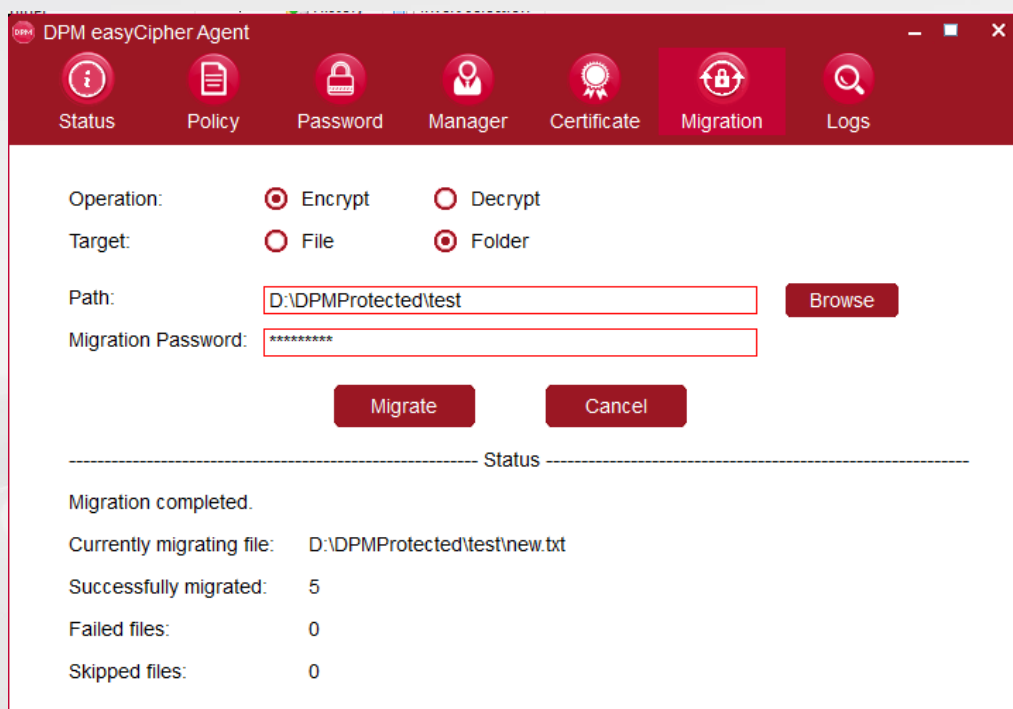 DPM DPM easyCipher Agent
Status Policy Password Manager Certificate Migration Logs
Operation: Encrypt Decrypt
Target: File Folder
Path: D:\DPMProtected\test Browse
Migration Password: *********
Migrate Cancel
Status
Migration completed.
Currently migrating file: D:\DPMProtected\test\new.txt
Successfully migrated: 5
Failed files: 0
Skipped files: 0